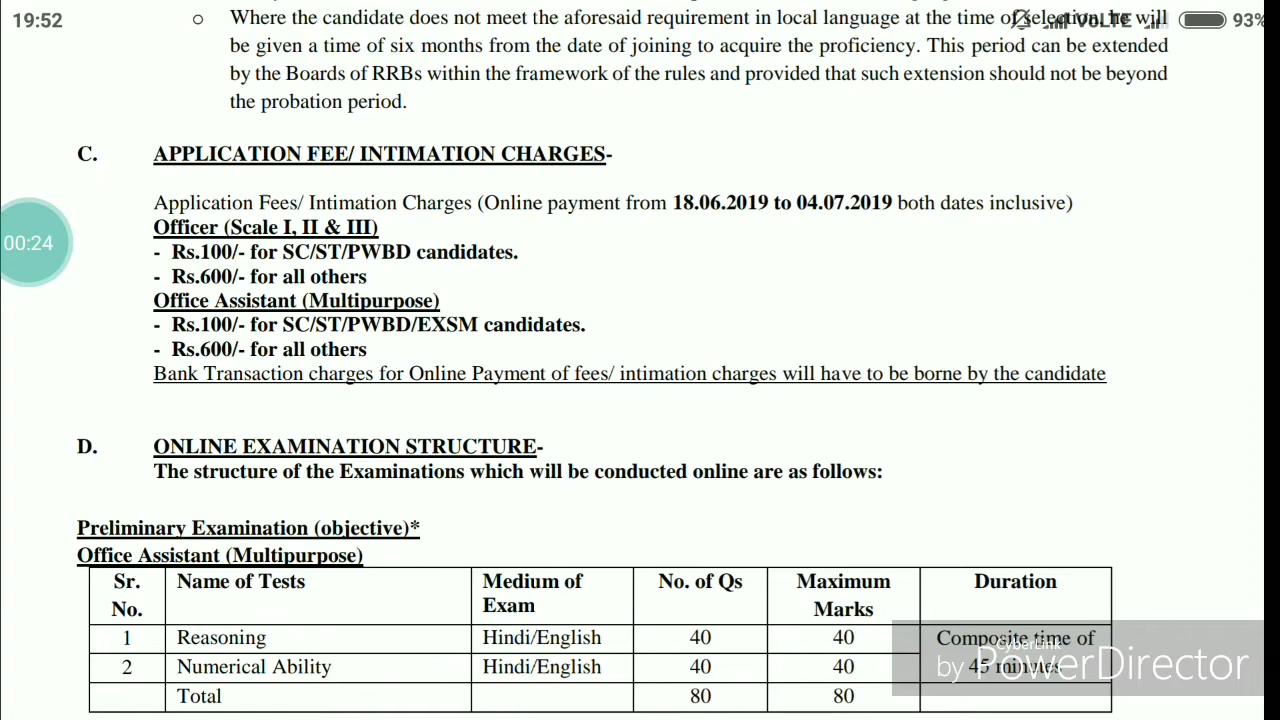 19:52
VoLTE
93%
o Where the candidate does not meet the aforesaid requirement in local language at the time of selection, he will
be given a time of six months from the date of joining to acquire the proficiency. This period can be extended
by the Boards of RRBs within the framework of the rules and provided that such extension should not be beyond
the probation period.
C. APPLICATION FEE/ INTIMATION CHARGES-
Application Fees/ Intimation Charges (Online payment from 18.06.2019 to 04.07.2019 both dates inclusive)
00:24
Officer (Scale I, II & III)
- Rs.100/- for SC/ST/PWBD candidates.
- Rs.600/- for all others
Office Assistant (Multipurpose)
- Rs.100/- for SC/ST/PWBD/EXSM candidates.
- Rs.600/- for all others
Bank Transaction charges for Online Payment of fees/ intimation charges will have to be borne by the candidate
D. ONLINE EXAMINATION STRUCTURE-
The structure of the Examinations which will be conducted online are as follows:
Preliminary Examination (objective)*
Office Assistant (Multipurpose)
Sr. No. Name of Tests Medium of Exam No. of Qs Maximum Marks Duration
1 Reasoning Hindi/English 40 40 Composite time of
2 Numerical Ability Hindi/English 40 40 45 minutes
Total 80 80
CyberLink
by PowerDirector